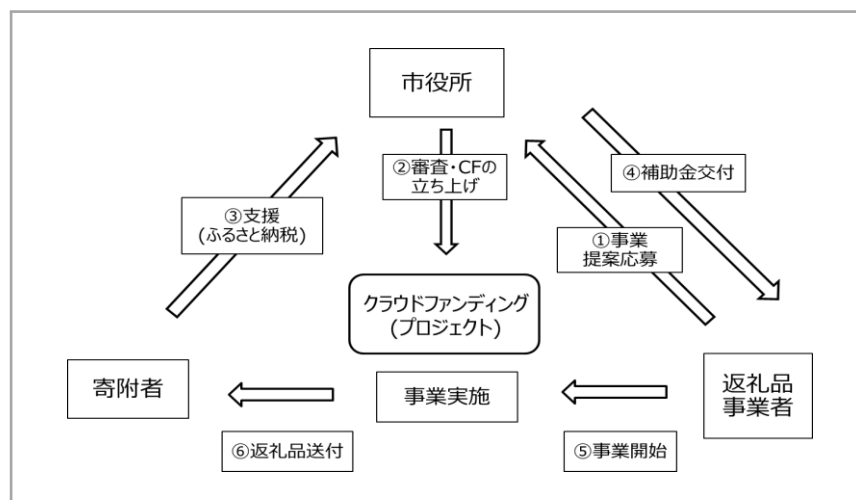 市役所
②審査・CFの
立ち上げ
④補助金交付
③支援
(ふるさと納税)
①事業
提案応募
クラウドファンディング
(プロジェクト)
寄附者
事業実施
返礼品
事業者
⑥返礼品送付
⑤事業開始